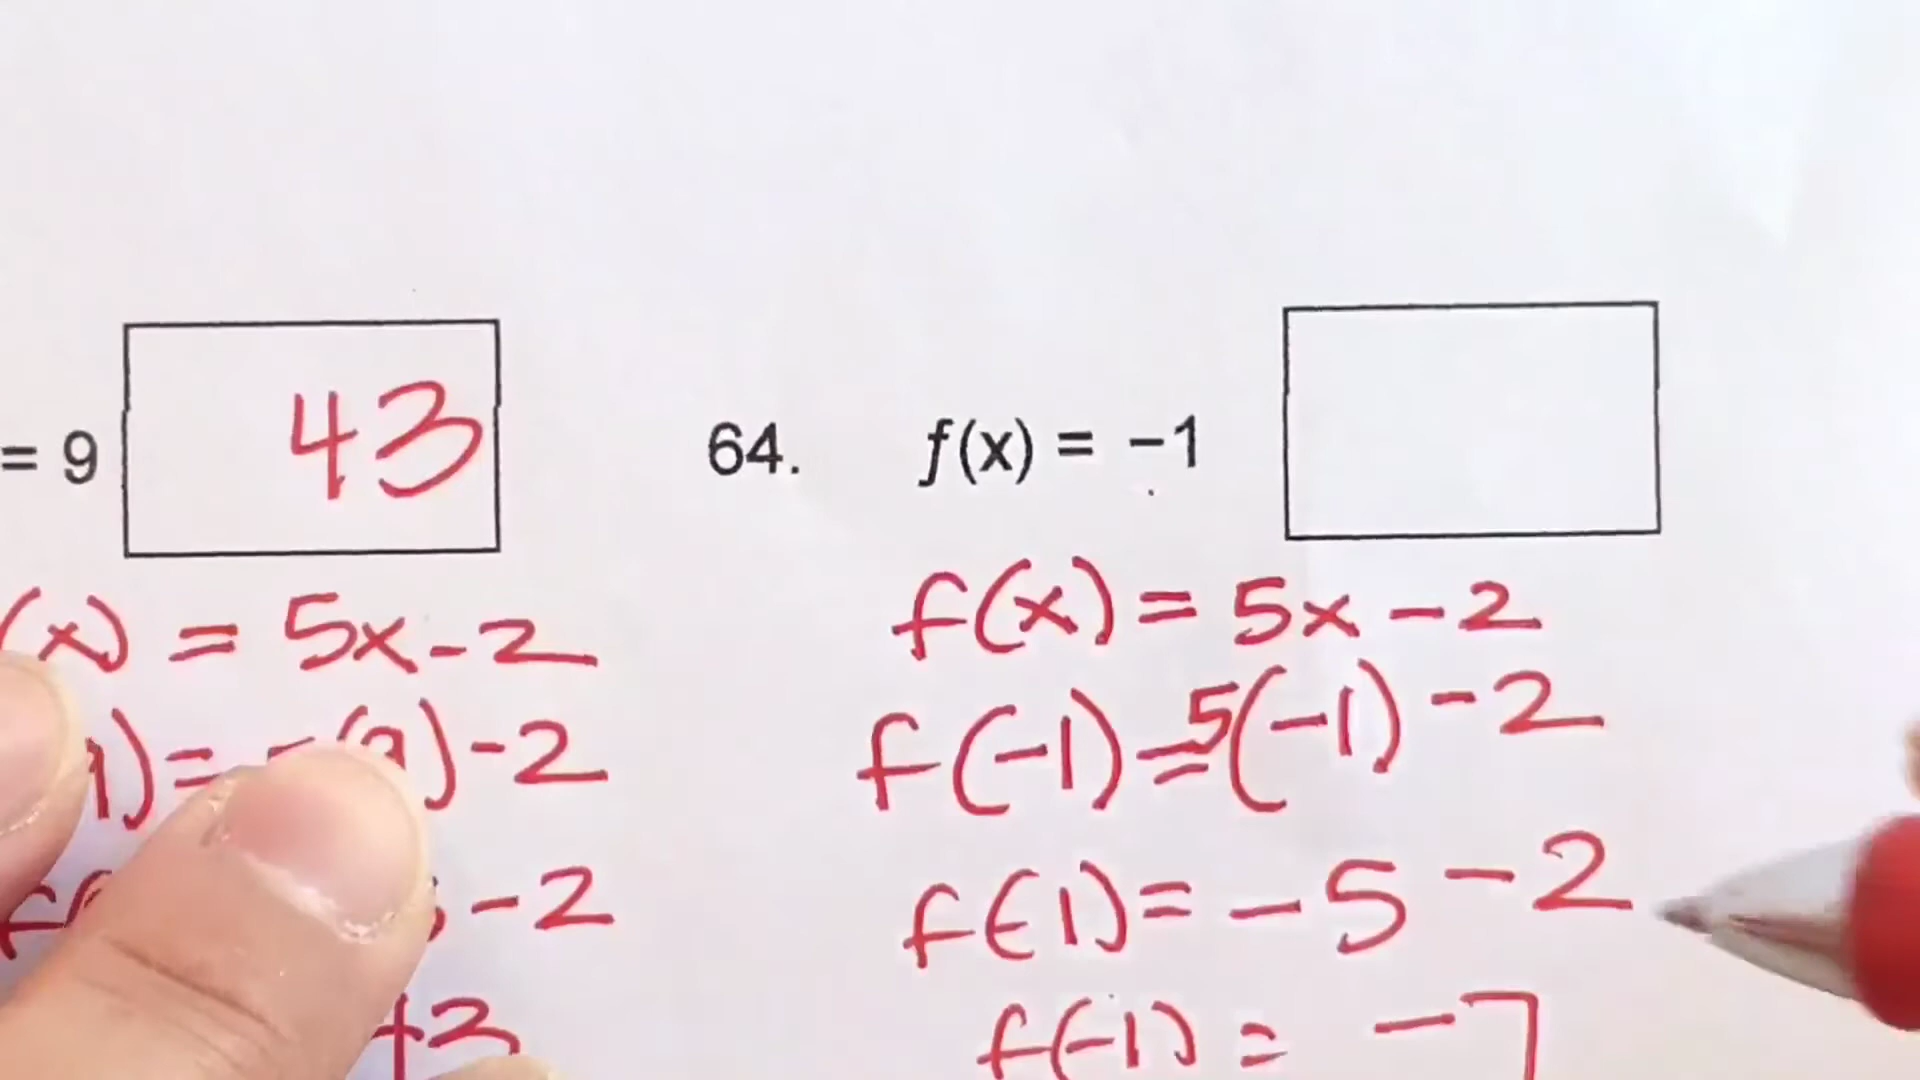 = 9 43
(x) = 5x-2
) = (9) - 2
- 2
43
64. f(x) = −1
f(x) = 5x - 2
f(-1) = 5(-1) - 2
f(-1) = - 5 - 2
f(-1) = - 7